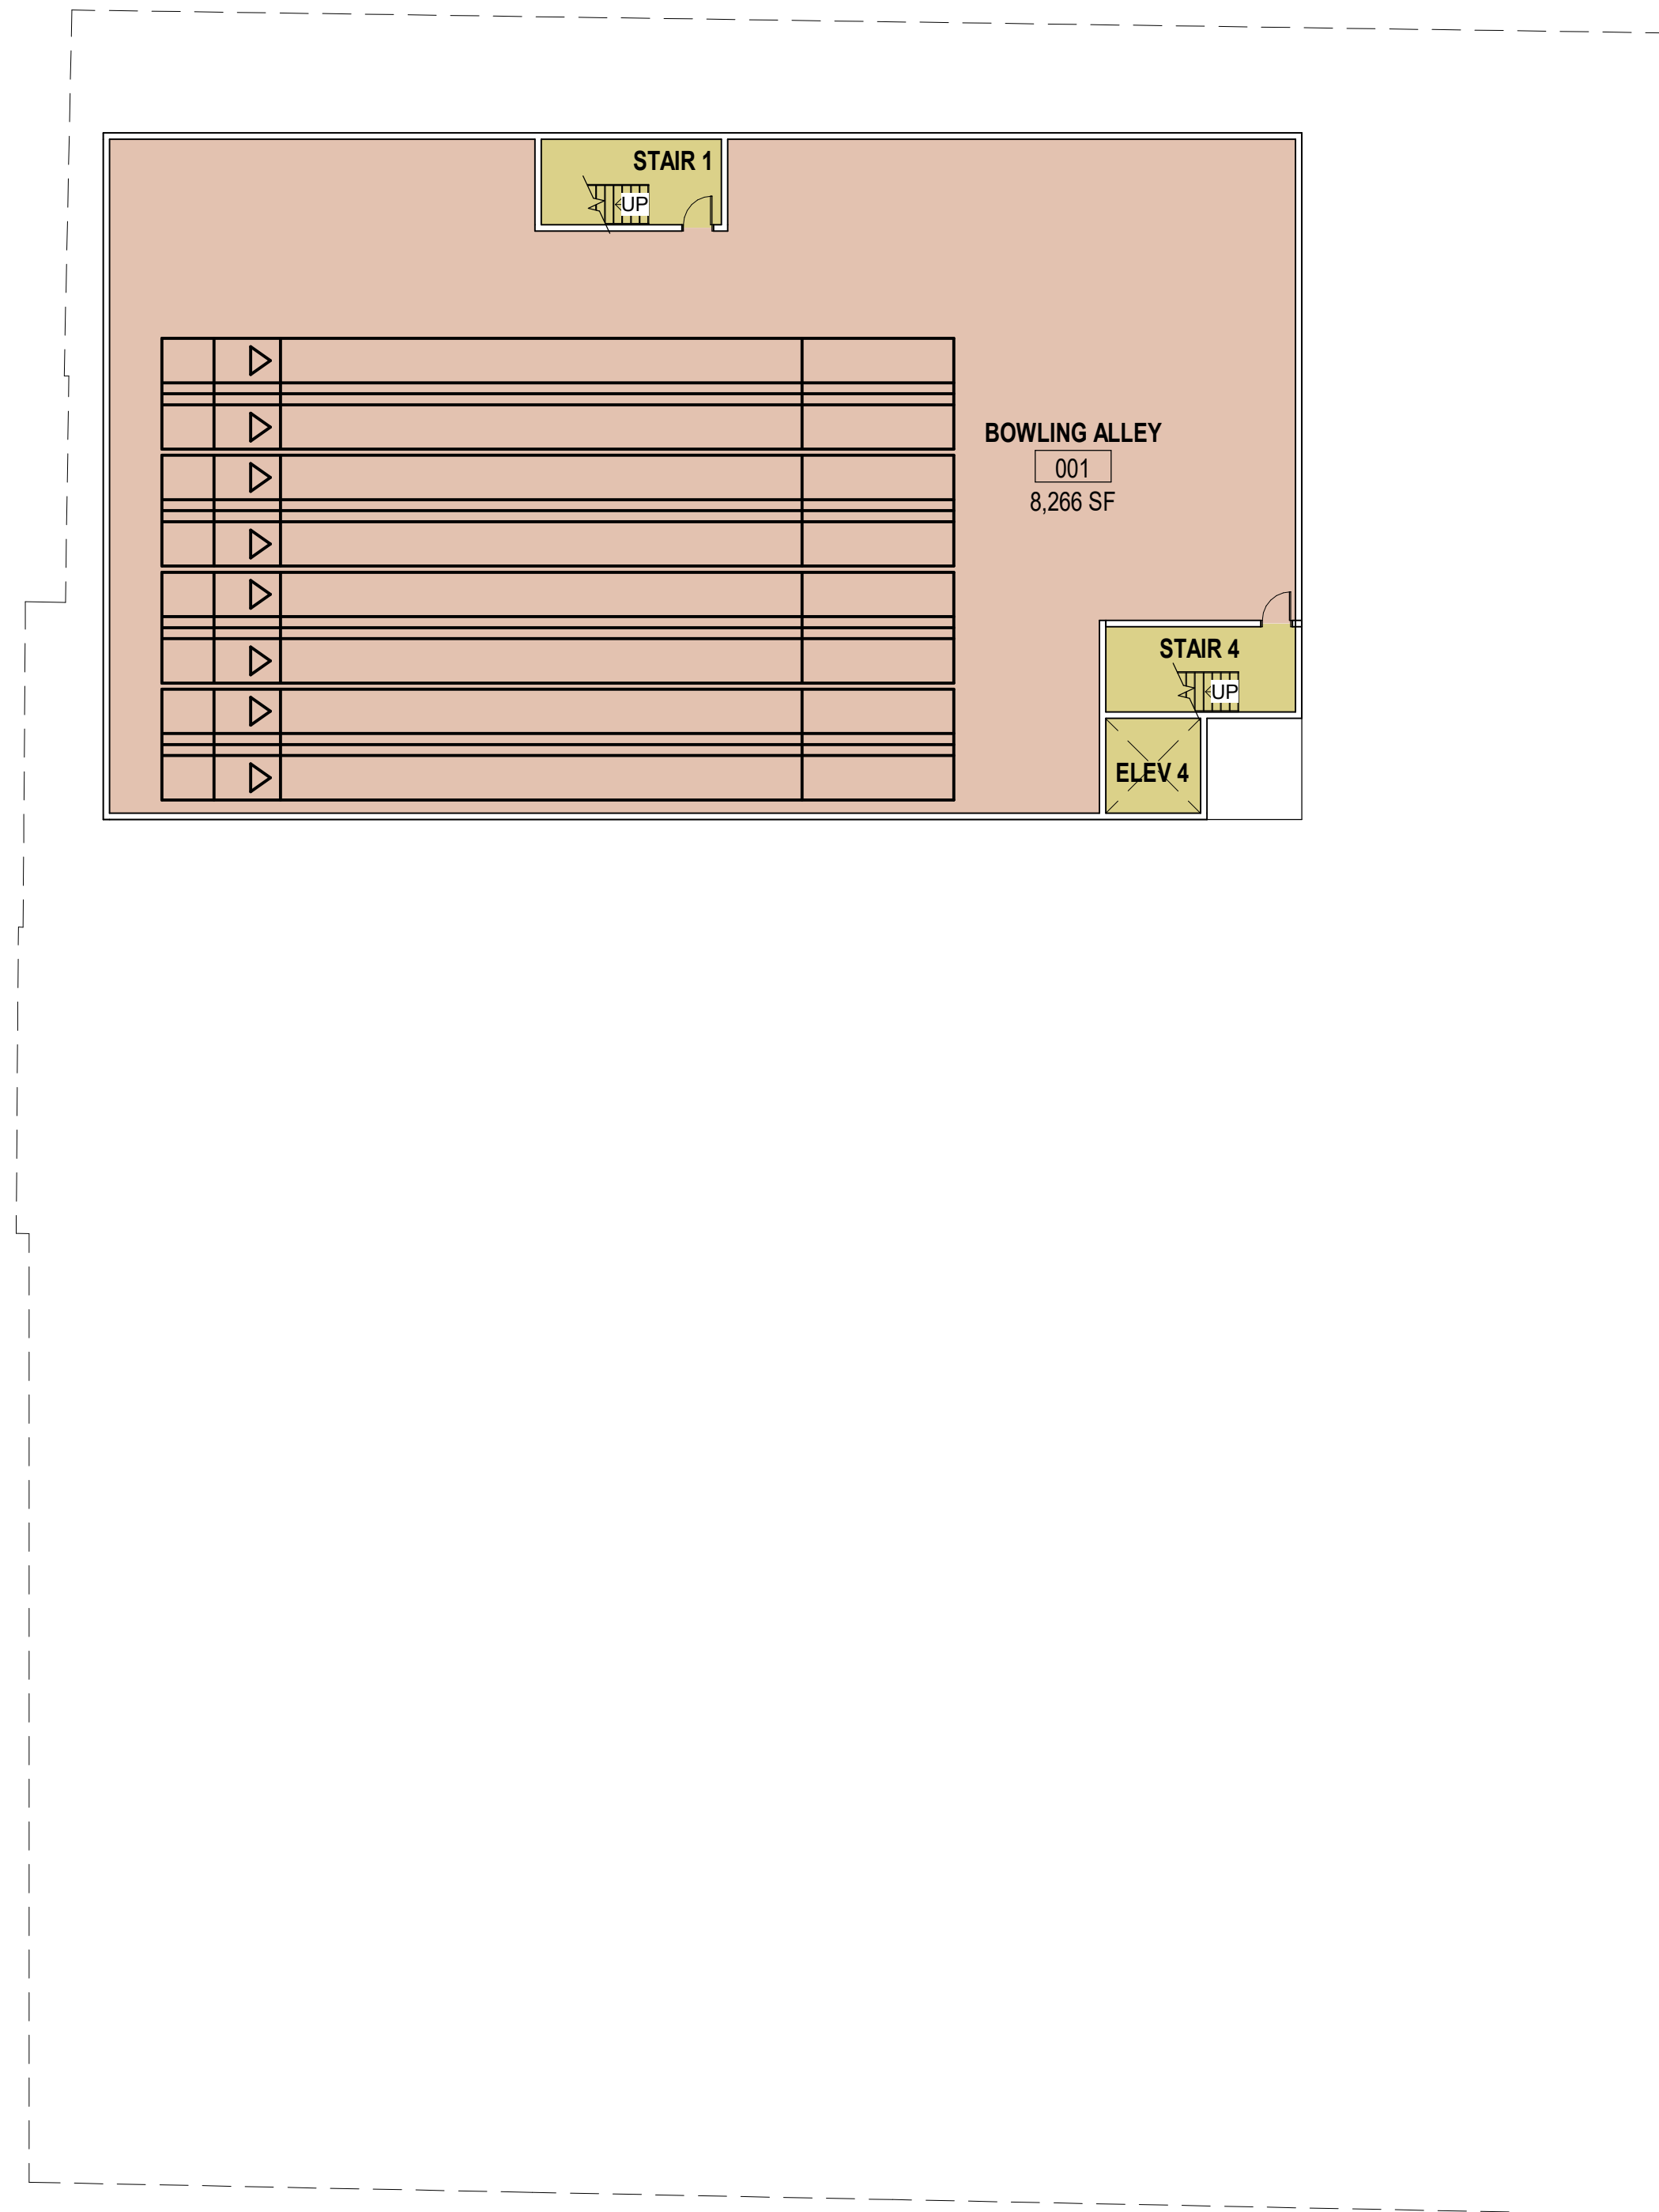 STAIR 1
UP
BOWLING ALLEY
001
8,266 SF
STAIR 4
UP
ELEV 4